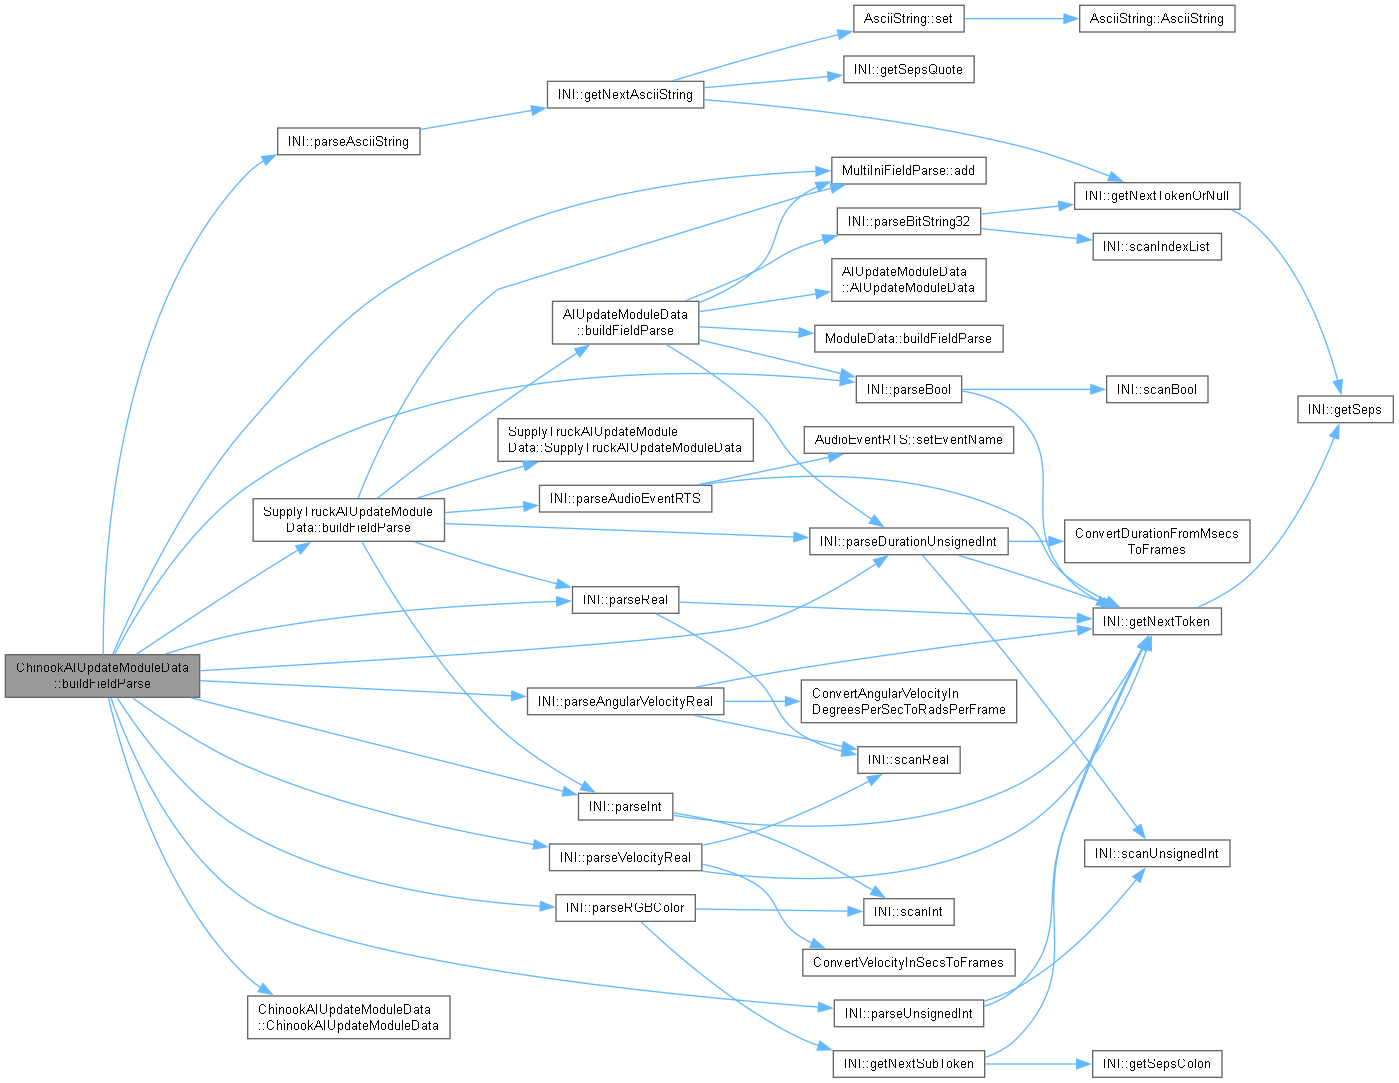 AsciiString::set
AsciiString::AsciiString
INI::getSepsQuote
INI::getNextAsciiString
INI::parseAsciiString
MultiIniFieldParse::add
INI::getNextTokenOrNull
INI::parseBitString32
INI::scanIndexList
AIUpdateModuleData
::AIUpdateModuleData
AIUpdateModuleData
::buildFieldParse
ModuleData::buildFieldParse
INI::parseBool
INI::scanBool
INI::getSeps
SupplyTruckAIUpdateModule
Data::SupplyTruckAIUpdateModuleData
AudioEventRTS::setEventName
INI::parseAudioEventRTS
SupplyTruckAIUpdateModule
Data::buildFieldParse
INI::parseDurationUnsignedInt
ConvertDurationFromMsecs
ToFrames
INI::parseReal
INI::getNextToken
ChinookAIUpdateModuleData
::buildFieldParse
INI::parseAngularVelocityReal
ConvertAngularVelocityIn
DegreesPerSecToRadsPerFrame
INI::scanReal
INI::parseInt
INI::parseVelocityReal
INI::scanUnsignedInt
INI::parseRGBColor
INI::scanInt
ConvertVelocityInSecsToFrames
ChinookAIUpdateModuleData
::ChinookAIUpdateModuleData
INI::parseUnsignedInt
INI::getNextSubToken
INI::getSepsColon